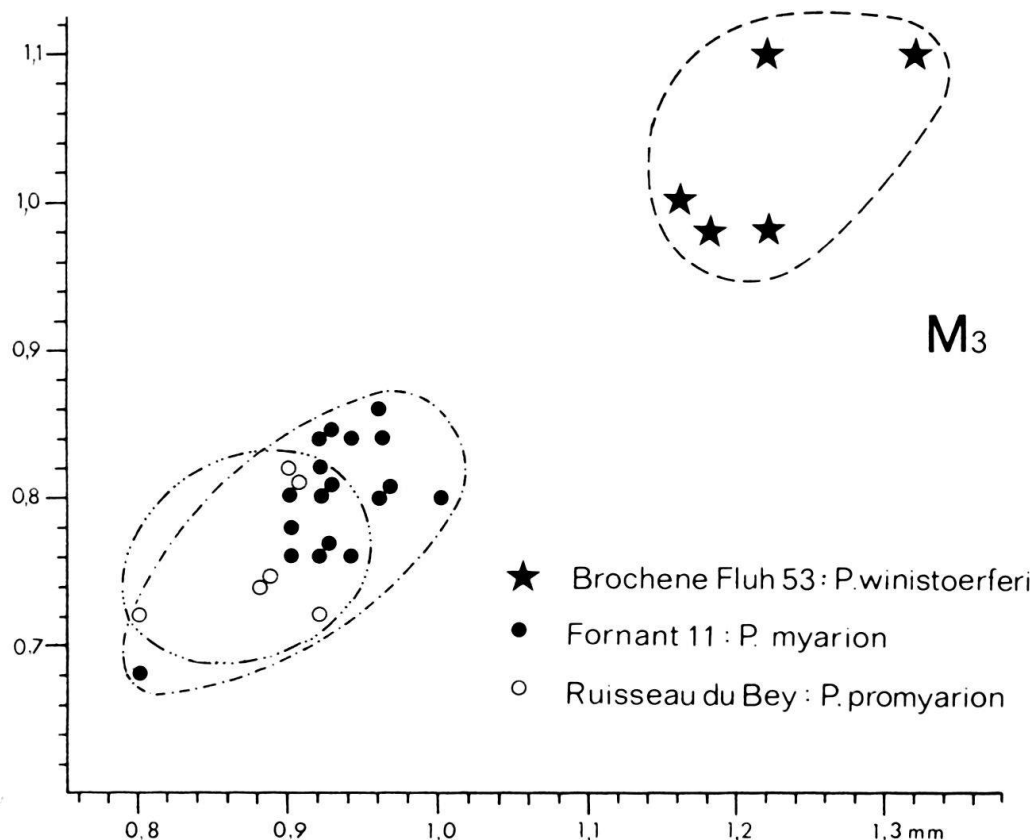 1,1
1,0
0,9
M3
0,8
★ Brochene Fluh 53: P. winistoerferi
● Fornant 11: P. myarion
0.7
○ Ruisseau du Bey: P. promyarion
0,8 0,9 1,0 1,1 1,2 1,3 mm